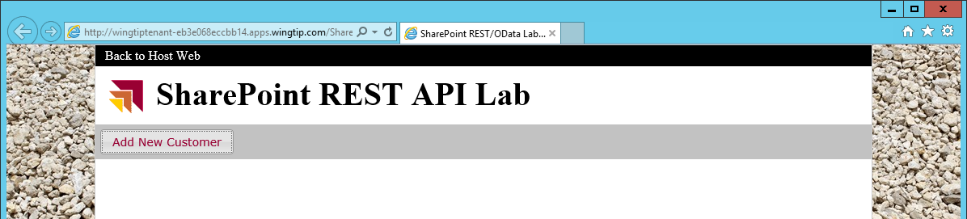 http://wingtiptenant-eb3e068eccbb14.apps.wingtip.com/Share
SharePoint REST/OData Lab...
Back to Host Web
SharePoint REST API Lab
Add New Customer